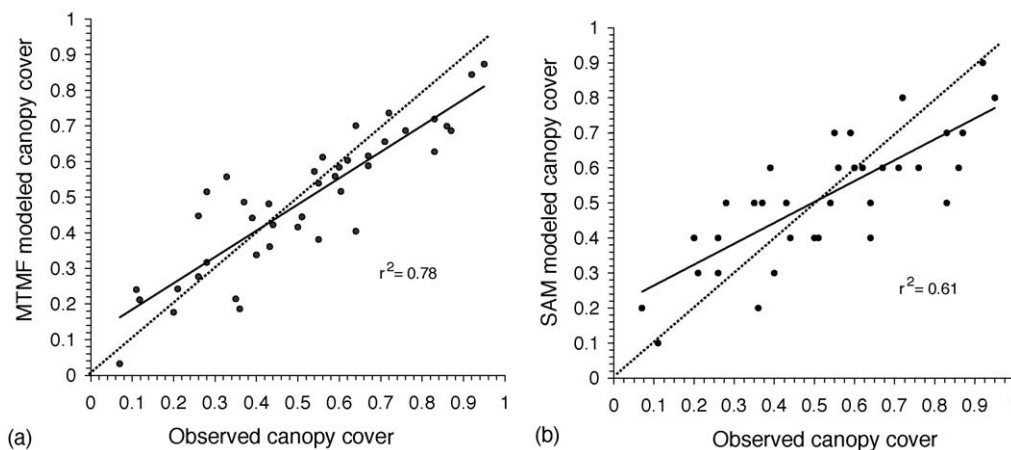 1
0.9
0.8
0.7
0.6
0.5
0.4
0.3
0.2
0.1
0
MTMF modeled canopy cover
r²= 0.78
0 0.1 0.2 0.3 0.4 0.5 0.6 0.7 0.8 0.9 1
(a) Observed canopy cover
1
0.9
0.8
0.7
0.6
0.5
0.4
0.3
0.2
0.1
0
SAM modeled canopy cover
r²= 0.61
0.1 0.2 0.3 0.4 0.5 0.6 0.7 0.8 0.9
(b) Observed canopy cover